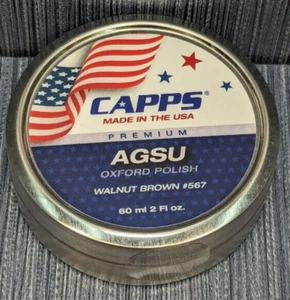 CAPPS®
MADE IN THE USA
PREMIUM
AGSU
OXFORD POLISH
WALNUT BROWN #567
60 ml 2 Fl oz.